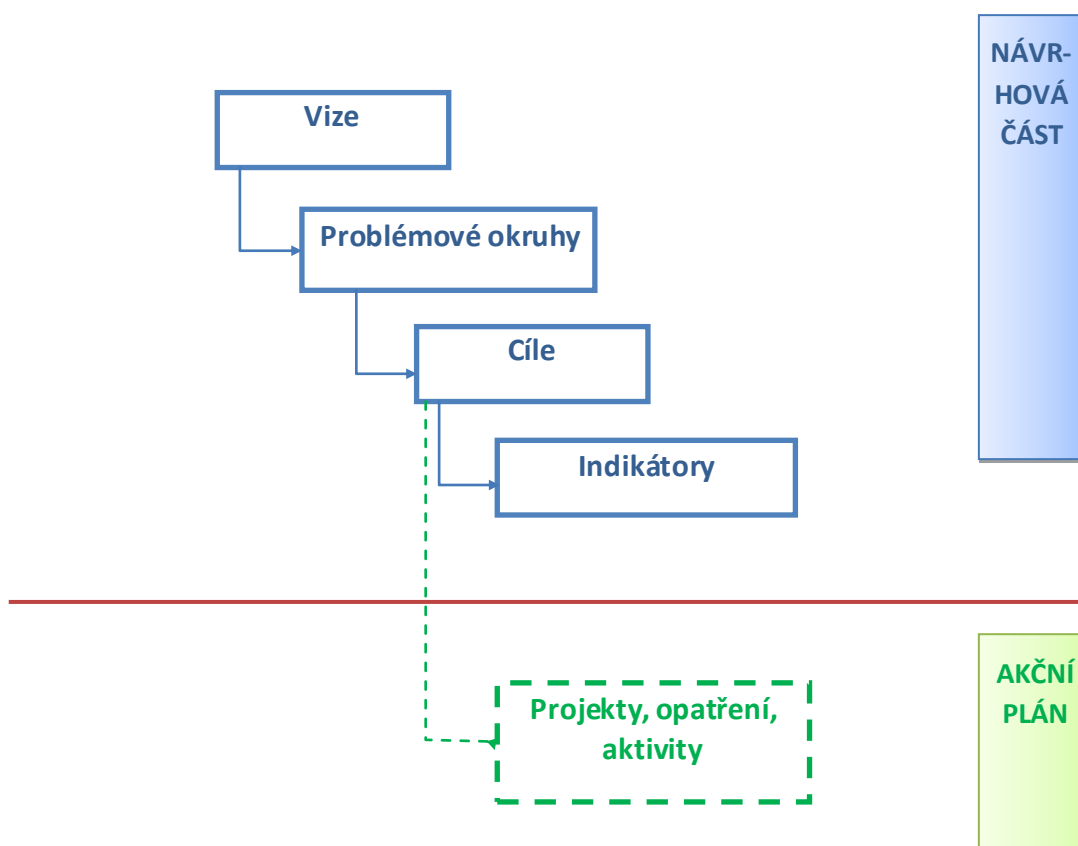 NÁVR-
HOVÁ
ČÁST
Vize
Problémové okruhy
Cíle
Indikátory
AKČNÍ
PLÁN
Projekty, opatření,
aktivity